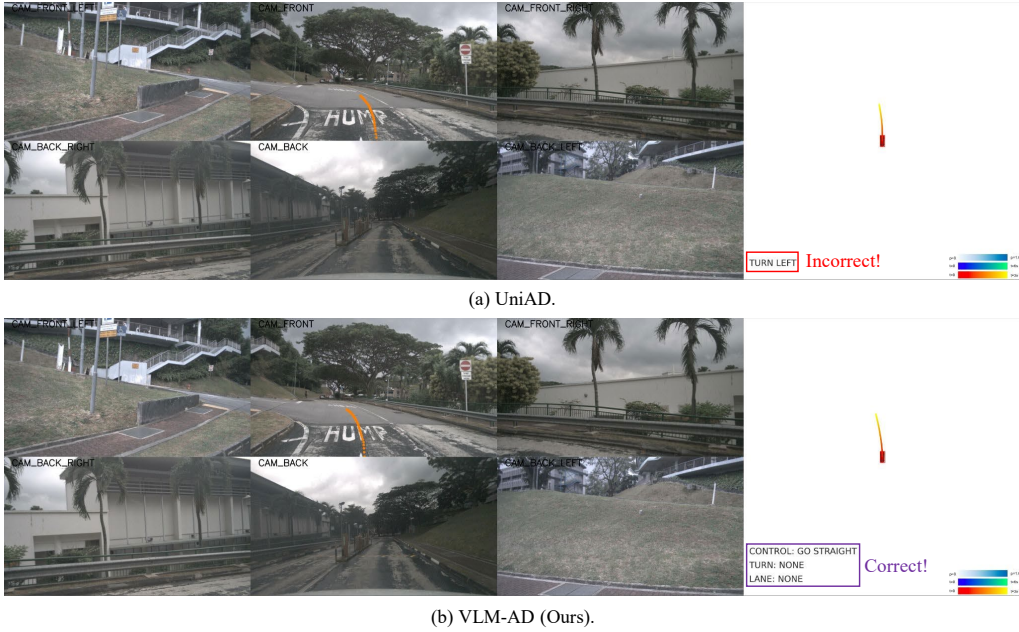 CAM_FRONT_LEFT
CAM_FRONT
CAM_FRONT_RIGHT
HUMP
CAM_BACK_RIGHT
CAM_BACK
CAM_BACK_LEFT
TURN LEFT
Incorrect!
(a) UniAD.
CAM_FRONT_LEFT
CAM_FRONT
CAM_FRONT_RIGHT
HUMP
CAM_BACK_RIGHT
CAM_BACK
CAM_BACK_LEFT
CONTROL: GO STRAIGHT
TURN: NONE
LANE: NONE
Correct!
(b) VLM-AD (Ours).